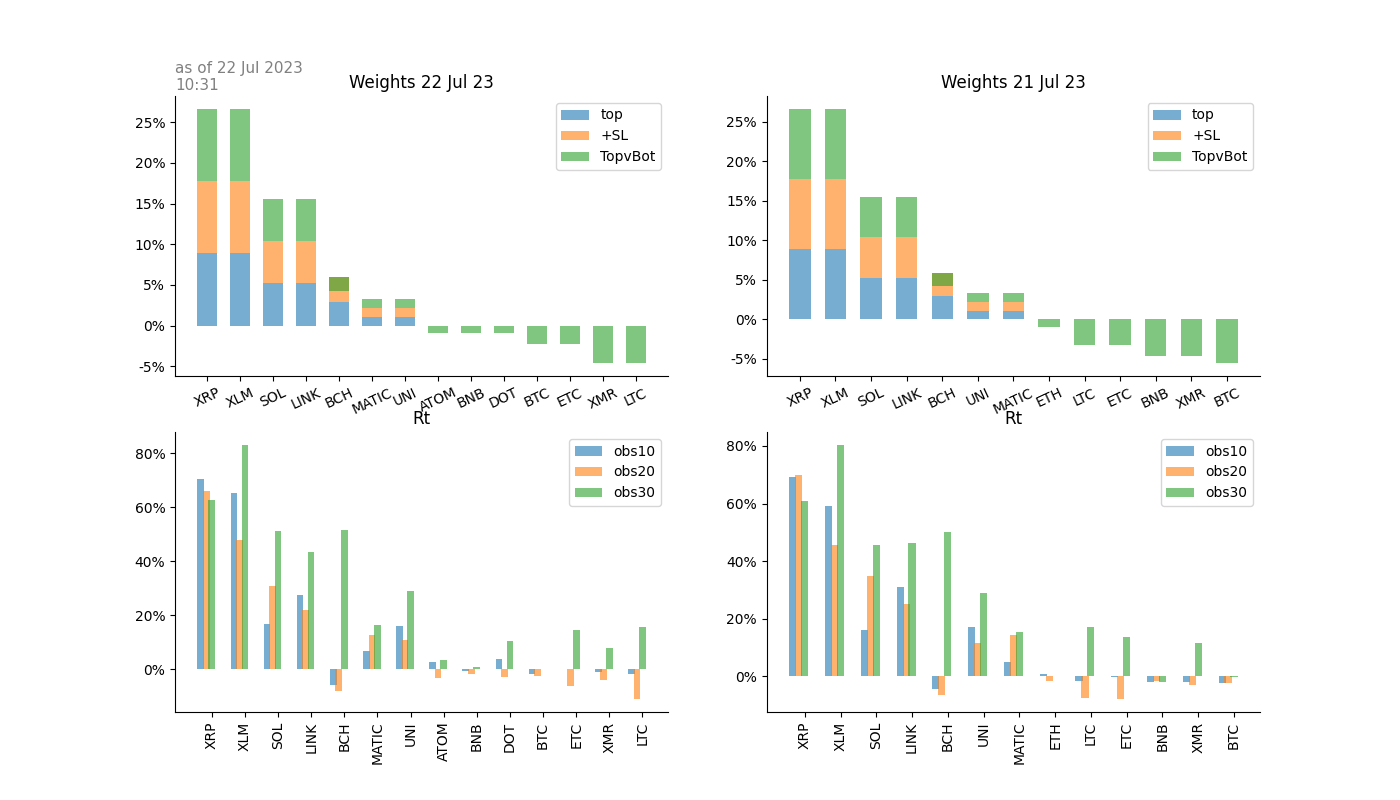 as of 22 Jul 2023
10:31
Weights 22 Jul 23
25%
20%
15%
10%
5%
0%
-5%
top
+SL
TopvBot
XRP XLM SOL LINK BCH MATIC UNI ATOM BNB DOT BTC ETC XMR LTC
Weights 21 Jul 23
25%
20%
15%
10%
5%
0%
-5%
top
+SL
TopvBot
XRP XLM SOL LINK BCH UNI MATIC ETH LTC ETC BNB XMR BTC
Rt
80%
60%
40%
20%
0%
obs10
obs20
obs30
XRP XLM SOL LINK BCH MATIC UNI ATOM BNB DOT BTC ETC XMR LTC
Rt
80%
60%
40%
20%
0%
obs10
obs20
obs30
XRP XLM SOL LINK BCH UNI MATIC ETH LTC ETC BNB XMR BTC